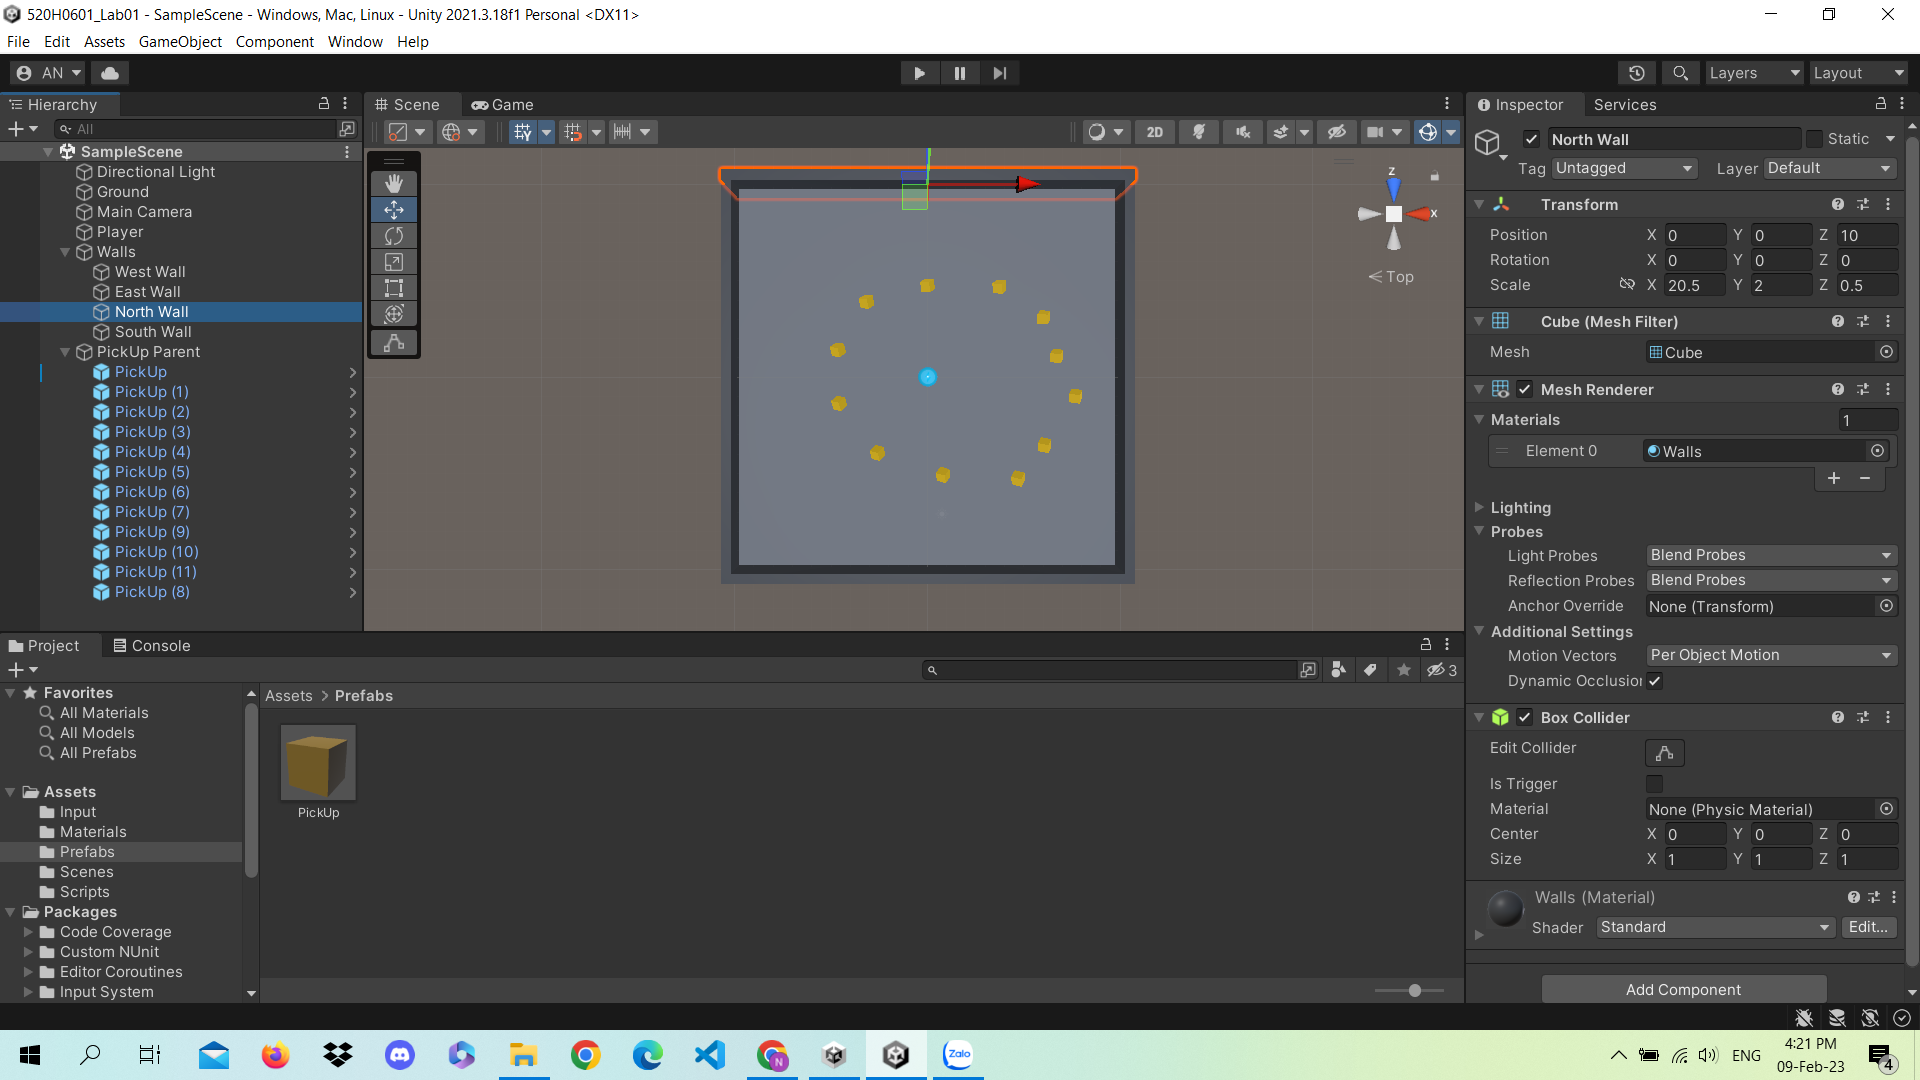 520H0601_Lab01 - SampleScene - Windows, Mac, Linux - Unity 2021.3.18f1 Personal <DX11>
File Edit Assets GameObject Component Window Help
AN
Layers Layout
Hierarchy
All
SampleScene
Directional Light
Ground
Main Camera
Player
Walls
West Wall
East Wall
North Wall
South Wall
PickUp Parent
PickUp
PickUp (1)
PickUp (2)
PickUp (3)
PickUp (4)
PickUp (5)
PickUp (6)
PickUp (7)
PickUp (9)
PickUp (10)
PickUp (11)
PickUp (8)
Scene Game
2D
z
x
< Top
Inspector Services
North Wall Static
Tag Untagged Layer Default
Transform
Position X 0 Y 0 Z 10
Rotation X 0 Y 0 Z 0
Scale X 20.5 Y 2 Z 0.5
Cube (Mesh Filter)
Mesh Cube
Mesh Renderer
Materials 1
Element 0 Walls
+ −
Lighting
Probes
Light Probes Blend Probes
Reflection Probes Blend Probes
Anchor Override None (Transform)
Additional Settings
Motion Vectors Per Object Motion
Dynamic Occlusion
Box Collider
Edit Collider
Is Trigger
Material None (Physic Material)
Center X 0 Y 0 Z 0
Size X 1 Y 1 Z 1
Walls (Material)
Shader Standard Edit...
Add Component
Project Console
3
Favorites
All Materials
All Models
All Prefabs
Assets
Input
Materials
Prefabs
Scenes
Scripts
Packages
Code Coverage
Custom NUnit
Editor Coroutines
Input System
Assets > Prefabs
PickUp
Zalo
N
ENG
4:21 PM
09-Feb-23
4